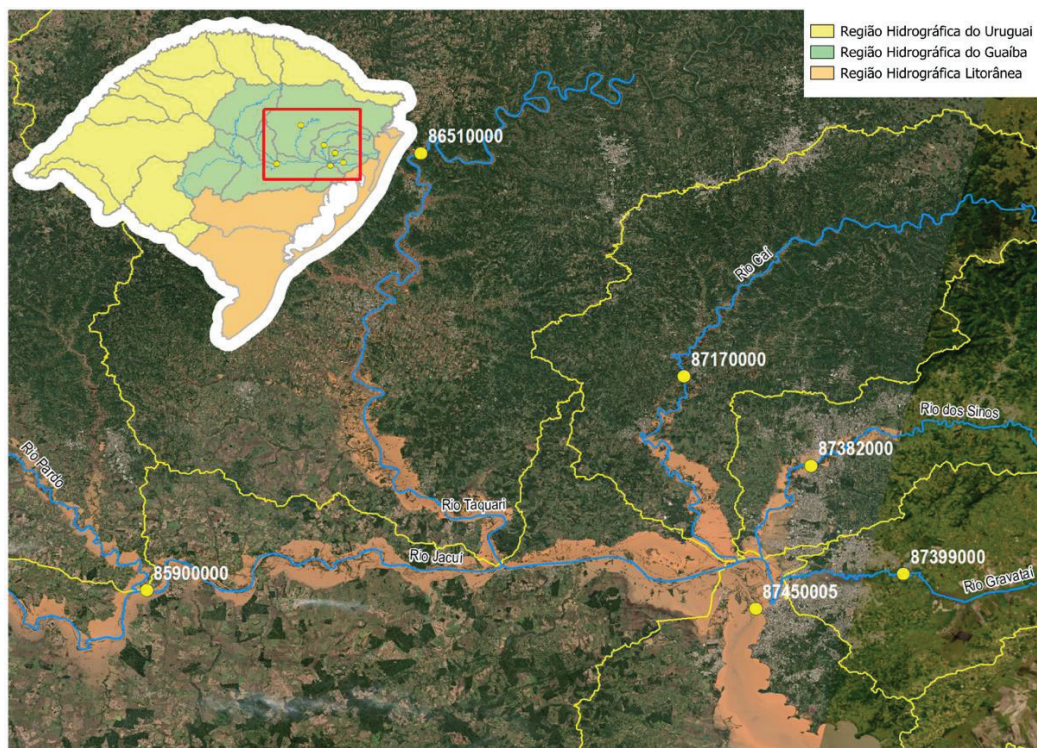 Região Hidrográfica do Uruguai
Região Hidrográfica do Guaíba
Região Hidrográfica Litorânea
86510000
Rio Caí
87170000
Rio dos Sinos
87382000
Rio Pardo
Rio Taquari
Rio Jacuí
85900000
87399000
Rio Gravataí
87450005